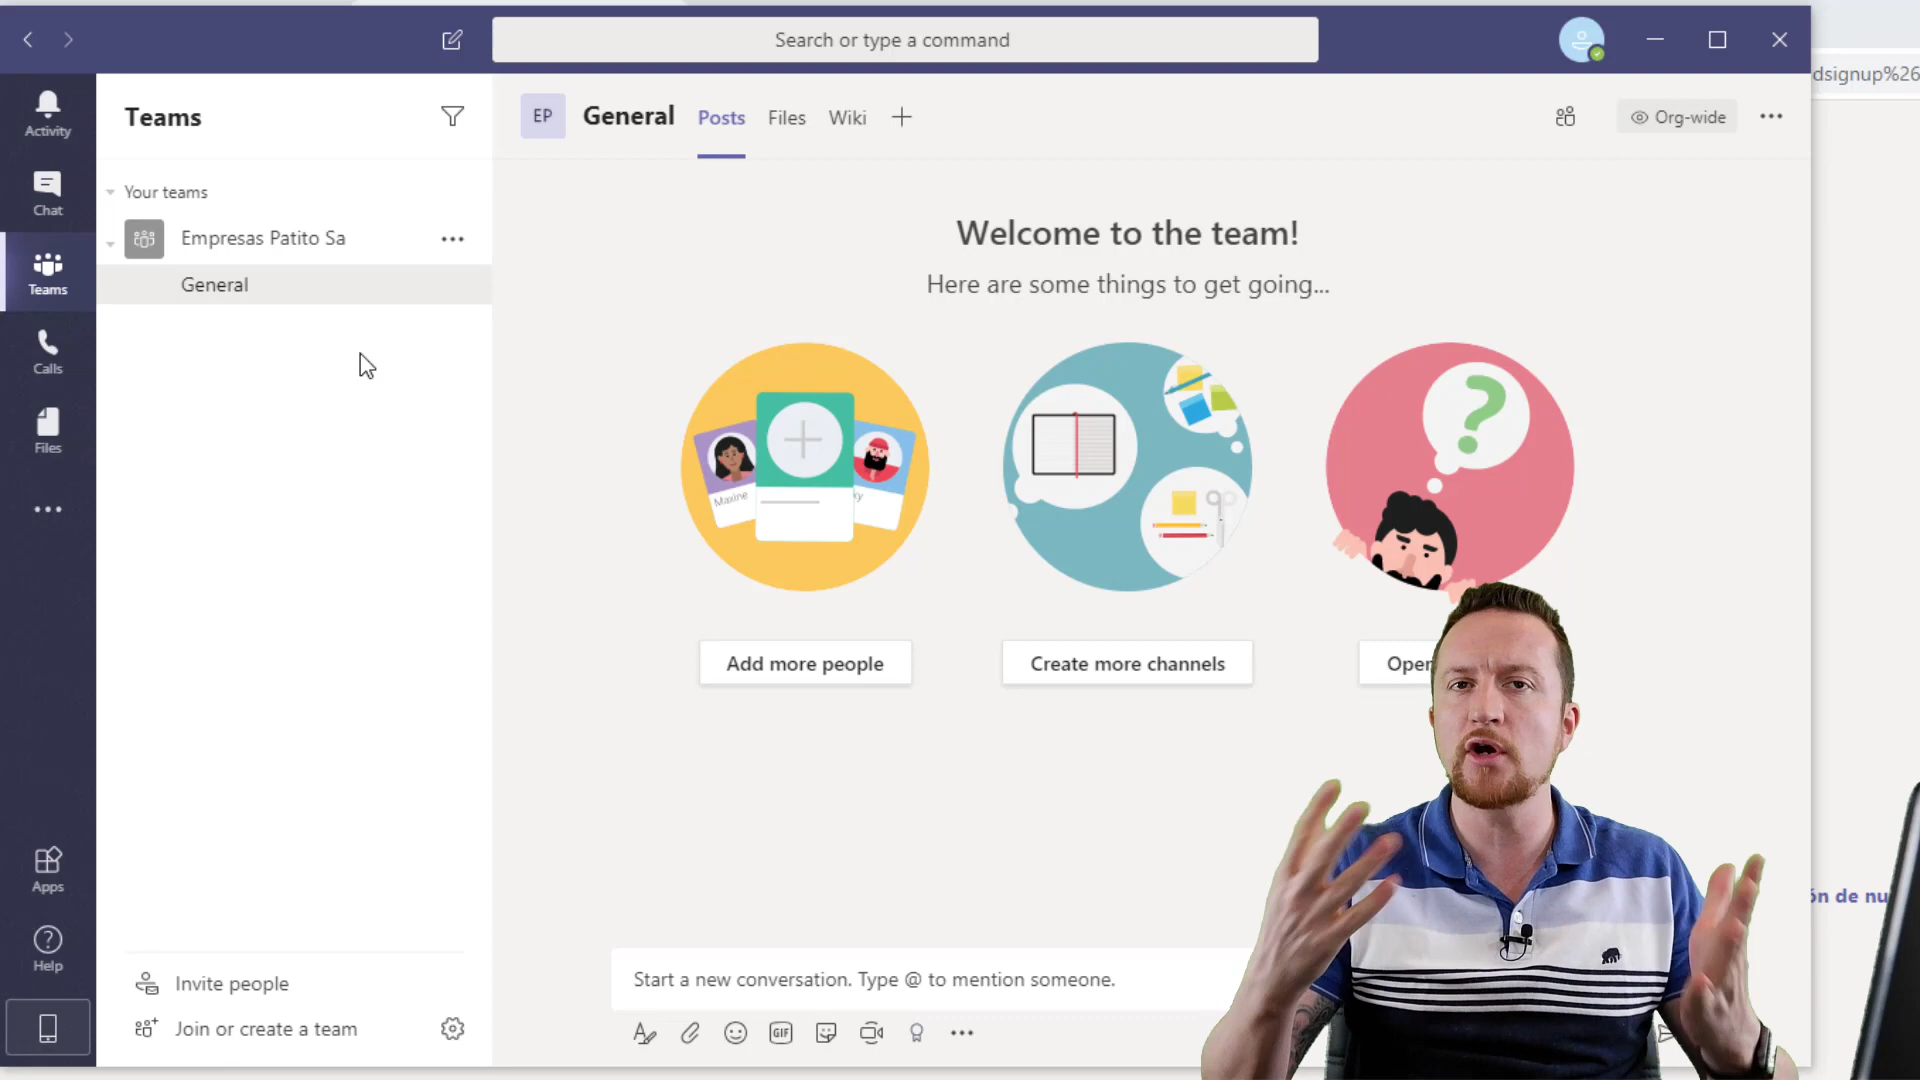 Search or type a command
dsignup%26
Activity
Chat
Teams
Calls
Files
Apps
Help
Teams
Your teams
Empresas Patito Sa
General
Invite people
Join or create a team
EP
General
Posts
Files
Wiki
Org-wide
Welcome to the team!
Here are some things to get going...
Maxine
Add more people
Create more channels
Start a new conversation. Type @ to mention someone.
GIF
de nu